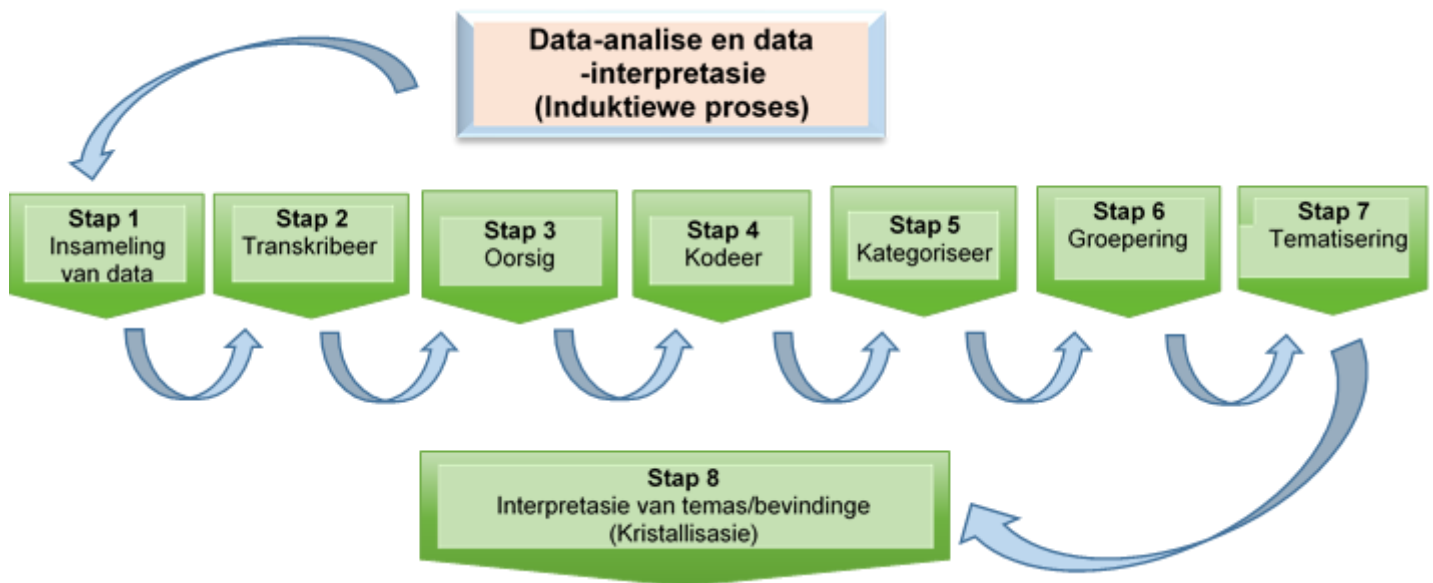 Data-analise en data
-interpretasie
(Induktiewe proses)
Stap 1
Insameling
van data
Stap 2
Transkribeer
Stap 3
Oorsig
Stap 4
Kodeer
Stap 5
Kategoriseer
Stap 6
Groepering
Stap 7
Tematisering
Stap 8
Interpretasie van temas/bevindinge
(Kristallisasie)